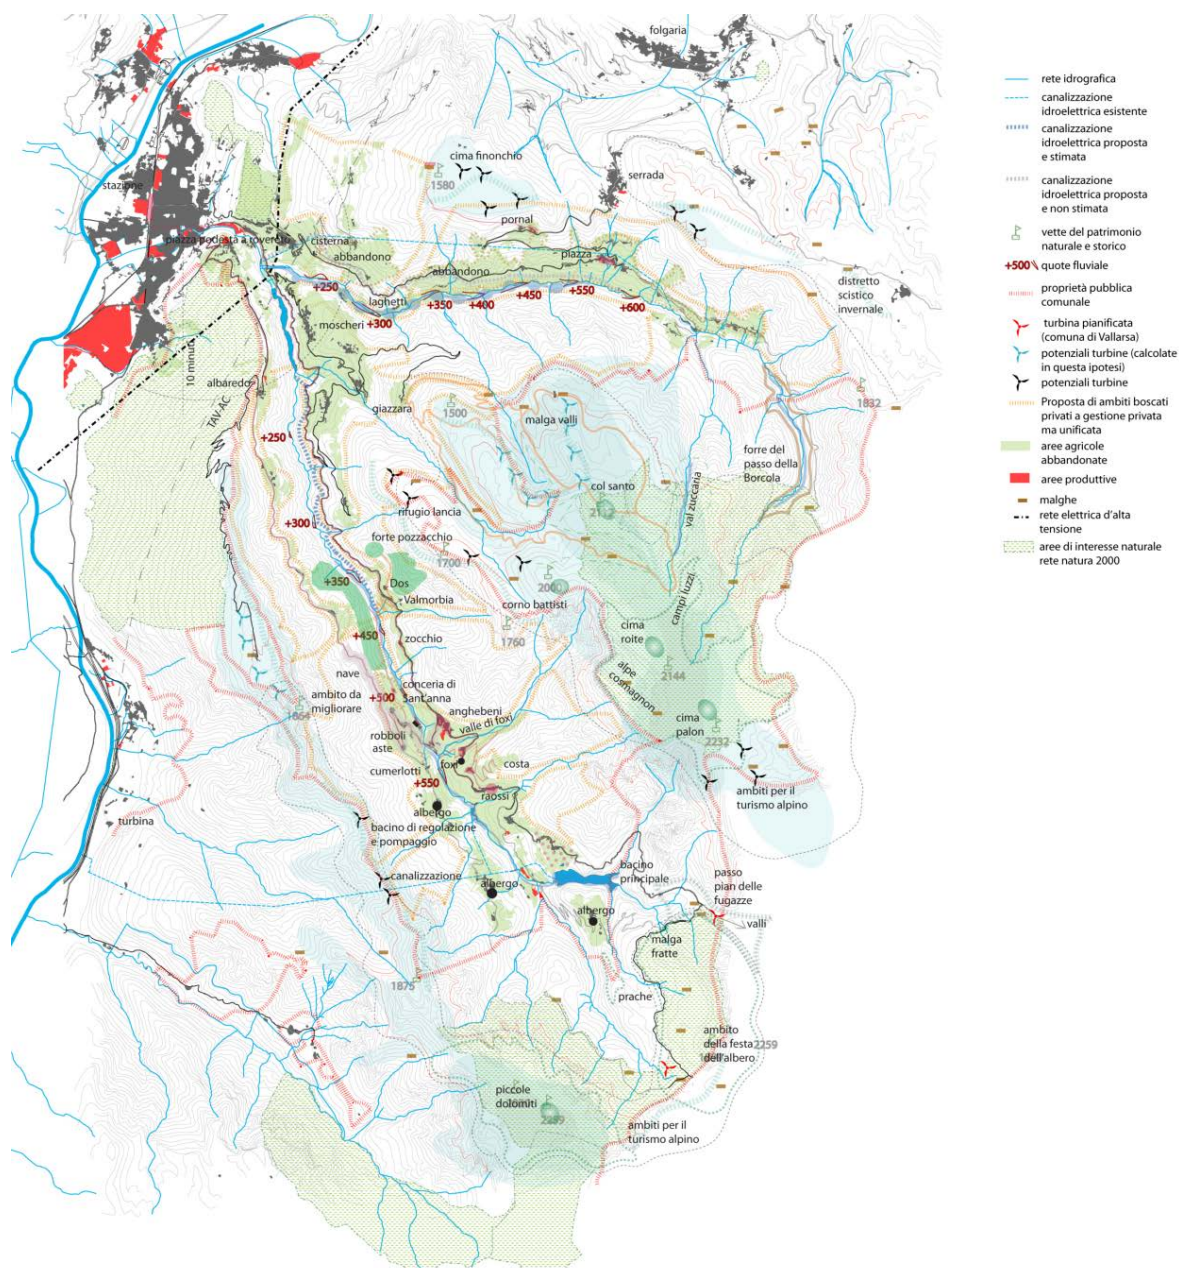 folgaria
cima finonchio
1580
serrada
stazione
pornal
piazza podestà a rovereto
cisterna
abbandono
abbandono
piazza
distretto
scistico
invernale
+250
laghetti
+300
+350
+400
+450
+550
+600
moscheri
10 minuti
albaredo
TAV-AC
giazzara
1500
malga valli
1832
+250
forre del
passo della
Borcola
col santo
val zuccaria
rifugio lancia
+300
forte pozzacchio
1700
+350
Dos
Valmorbia
corno battisti
campi luzzi
1760
cima
roite
+450
zocchio
2144
alpe
cosmagnon
nave
ambito da
migliorare
+500
conceria di
Sant'anna
1864
anghebeni
valle di foxi
cima
palon
2232
robboli
aste
foxi
costa
cumerlotti
+550
raossi
ambiti per il
turismo alpino
albergo
turbina
bacino di regolazione
e pompaggio
bacino
principale
passo
pian delle
fugazze
canalizzazione
albergo
albergo
valli
malga
fratte
1875
prache
ambito
della festa
dell'albero
2259
piccole
dolomiti
ambiti per il
turismo alpino
rete idrografica
canalizzazione
idroelettrica esistente
canalizzazione
idroelettrica proposta
e stimata
canalizzazione
idroelettrica proposta
e non stimata
vette del patrimonio
naturale e storico
+500 quote fluviale
proprietà pubblica
comunale
turbina pianificata
(comuna di Vallarsa)
potenziali turbine (calcolate
in questa ipotesi)
potenziali turbine
Proposta di ambiti boscati
privati a gestione privata
ma unificata
aree agricole
abbandonate
aree produttive
malghe
rete elettrica d'alta
tensione
aree di interesse naturale
rete natura 2000